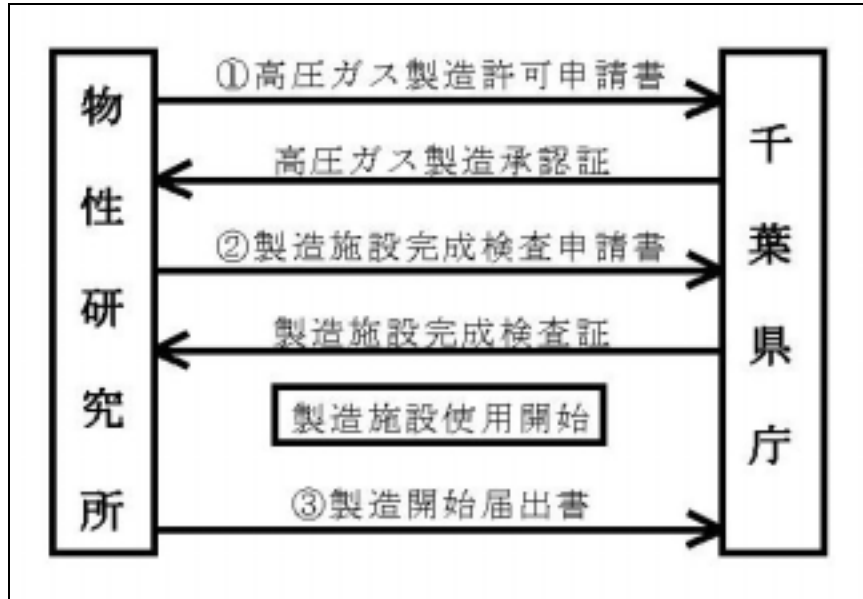 物性研究所
①高圧ガス製造許可申請書
高圧ガス製造承認証
②製造施設完成検査申請書
製造施設完成検査証
製造施設使用開始
③製造開始届出書
千葉県庁